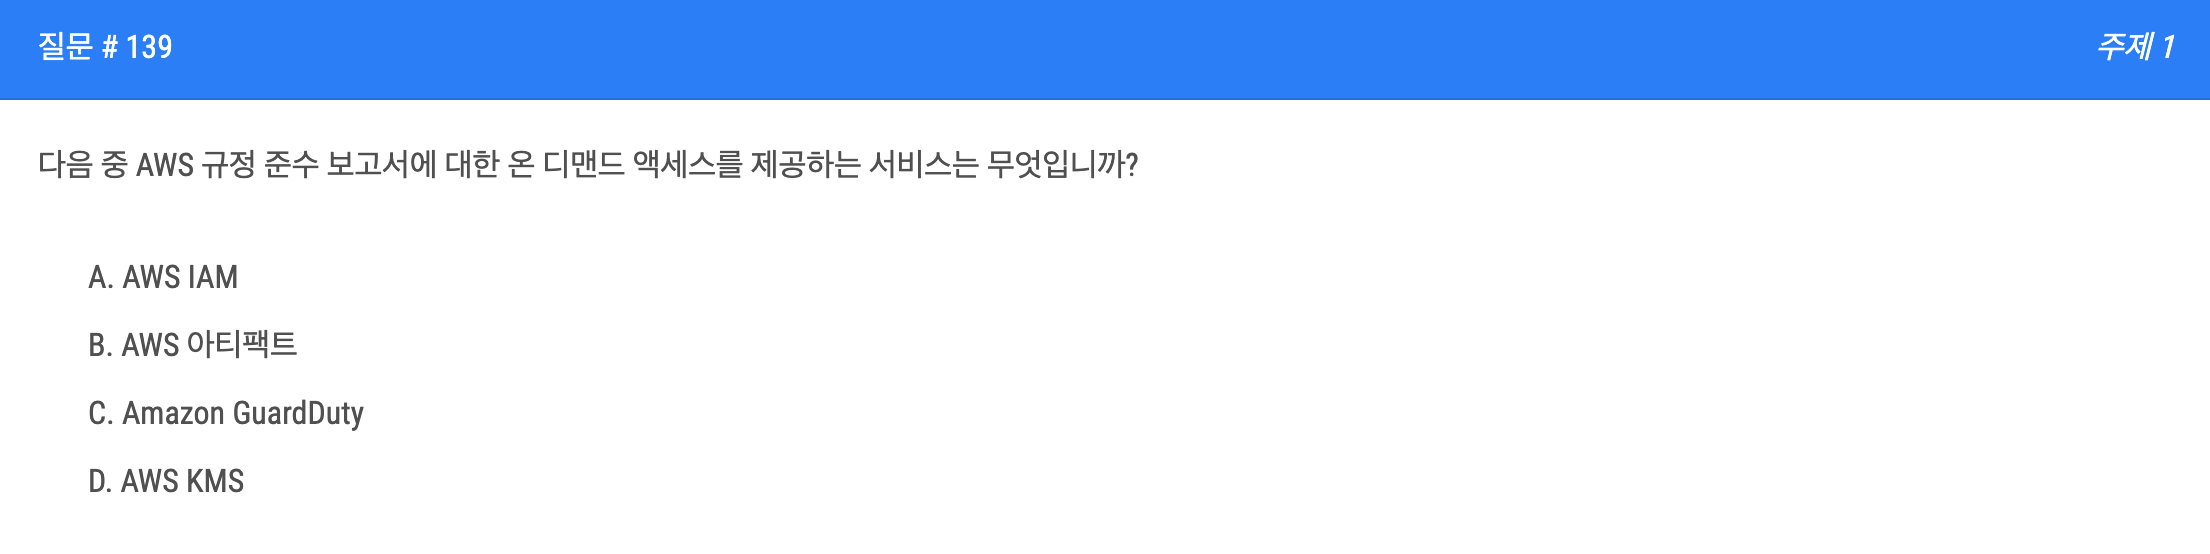 질문 # 139
주제 1
다음 중 AWS 규정 준수 보고서에 대한 온 디맨드 액세스를 제공하는 서비스는 무엇입니까?
A. AWS IAM
B. AWS 아티팩트
C. Amazon GuardDuty
D. AWS KMS